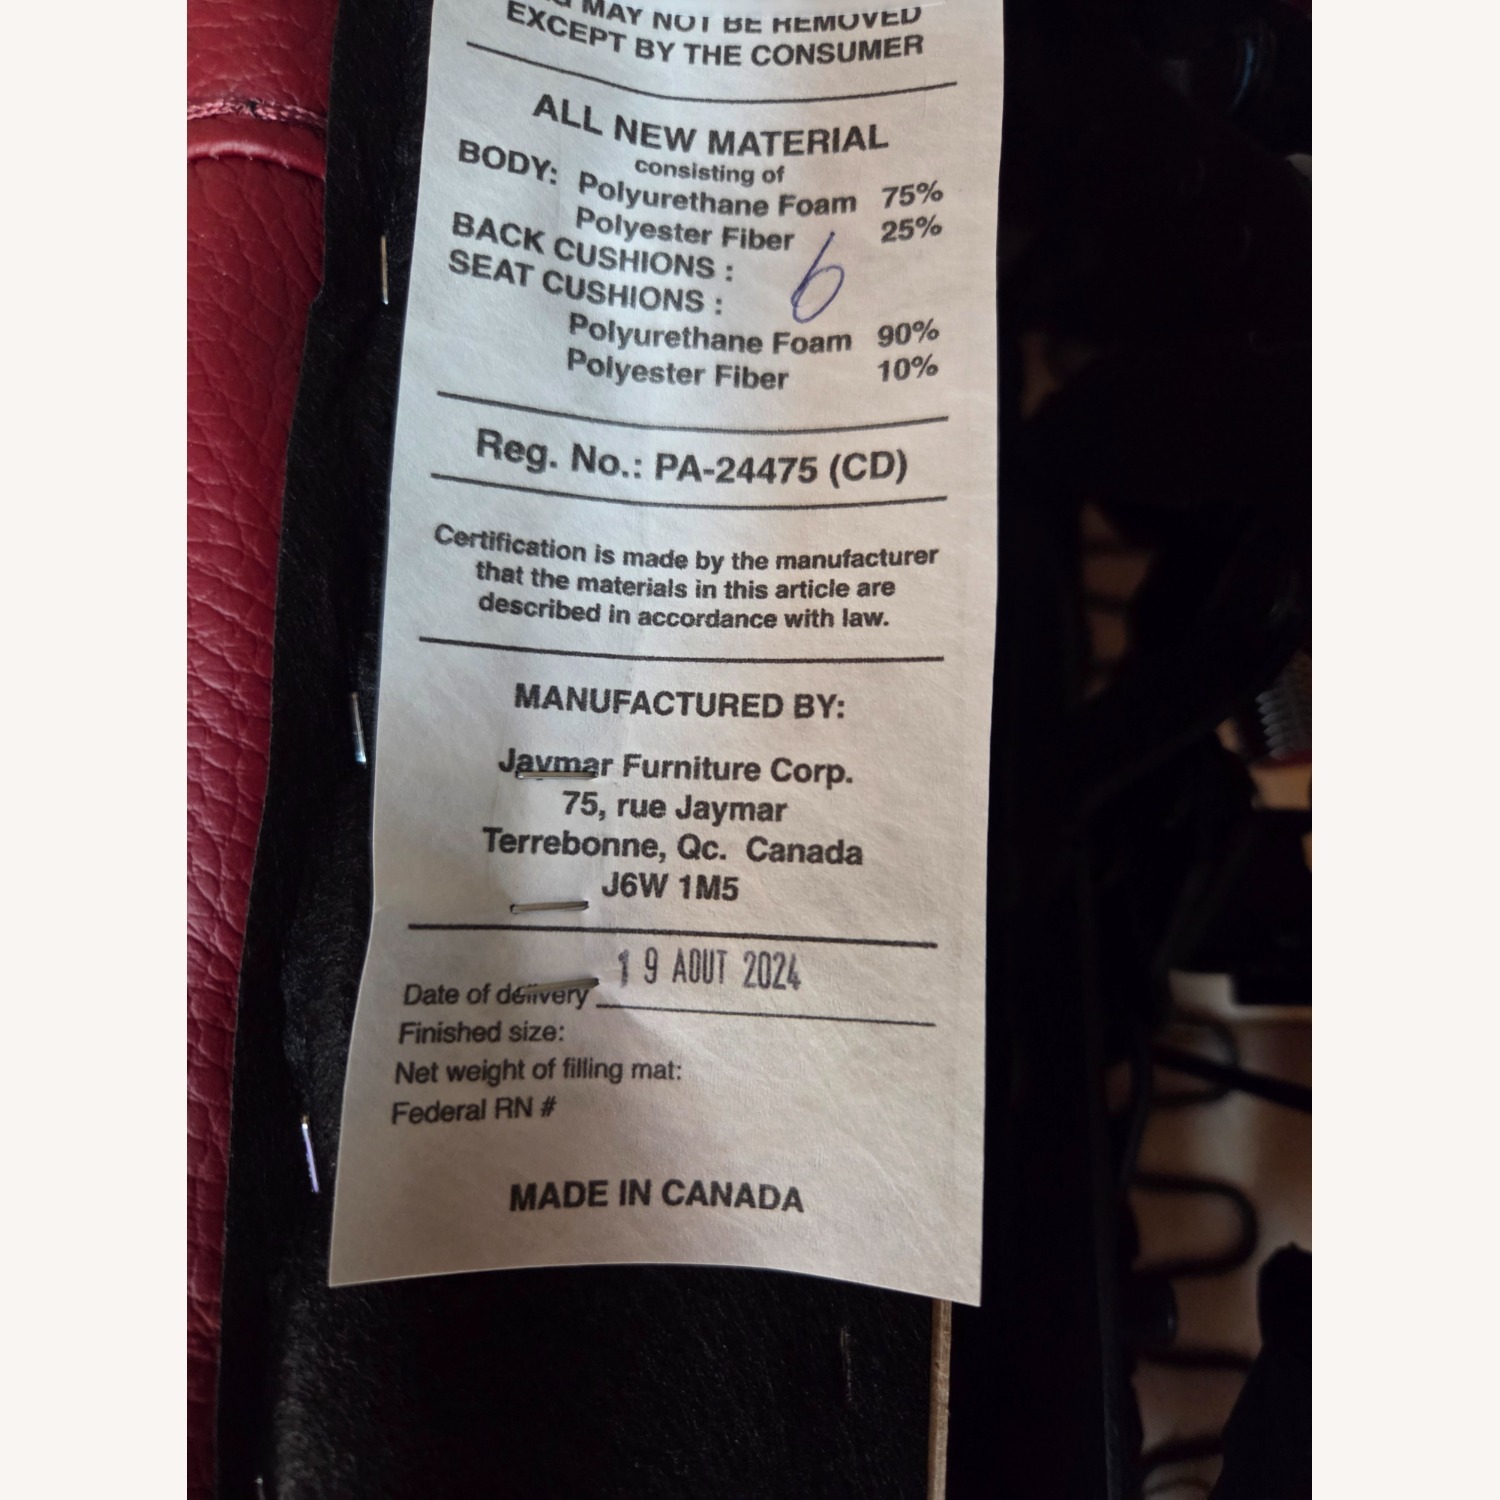 MAY NOT BE REMOVED
EXCEPT BY THE CONSUMER
ALL NEW MATERIAL
consisting of
BODY: Polyurethane Foam 75%
Polyester Fiber 25%
BACK CUSHIONS :
SEAT CUSHIONS : 6
Polyurethane Foam 90%
Polyester Fiber 10%
Reg. No.: PA-24475 (CD)
Certification is made by the manufacturer
that the materials in this article are
described in accordance with law.
MANUFACTURED BY:
Jaymar Furniture Corp.
75, rue Jaymar
Terrebonne, Qc. Canada
J6W 1M5
Date of delivery 19 AOUT 2024
Finished size:
Net weight of filling mat:
Federal RN #
MADE IN CANADA